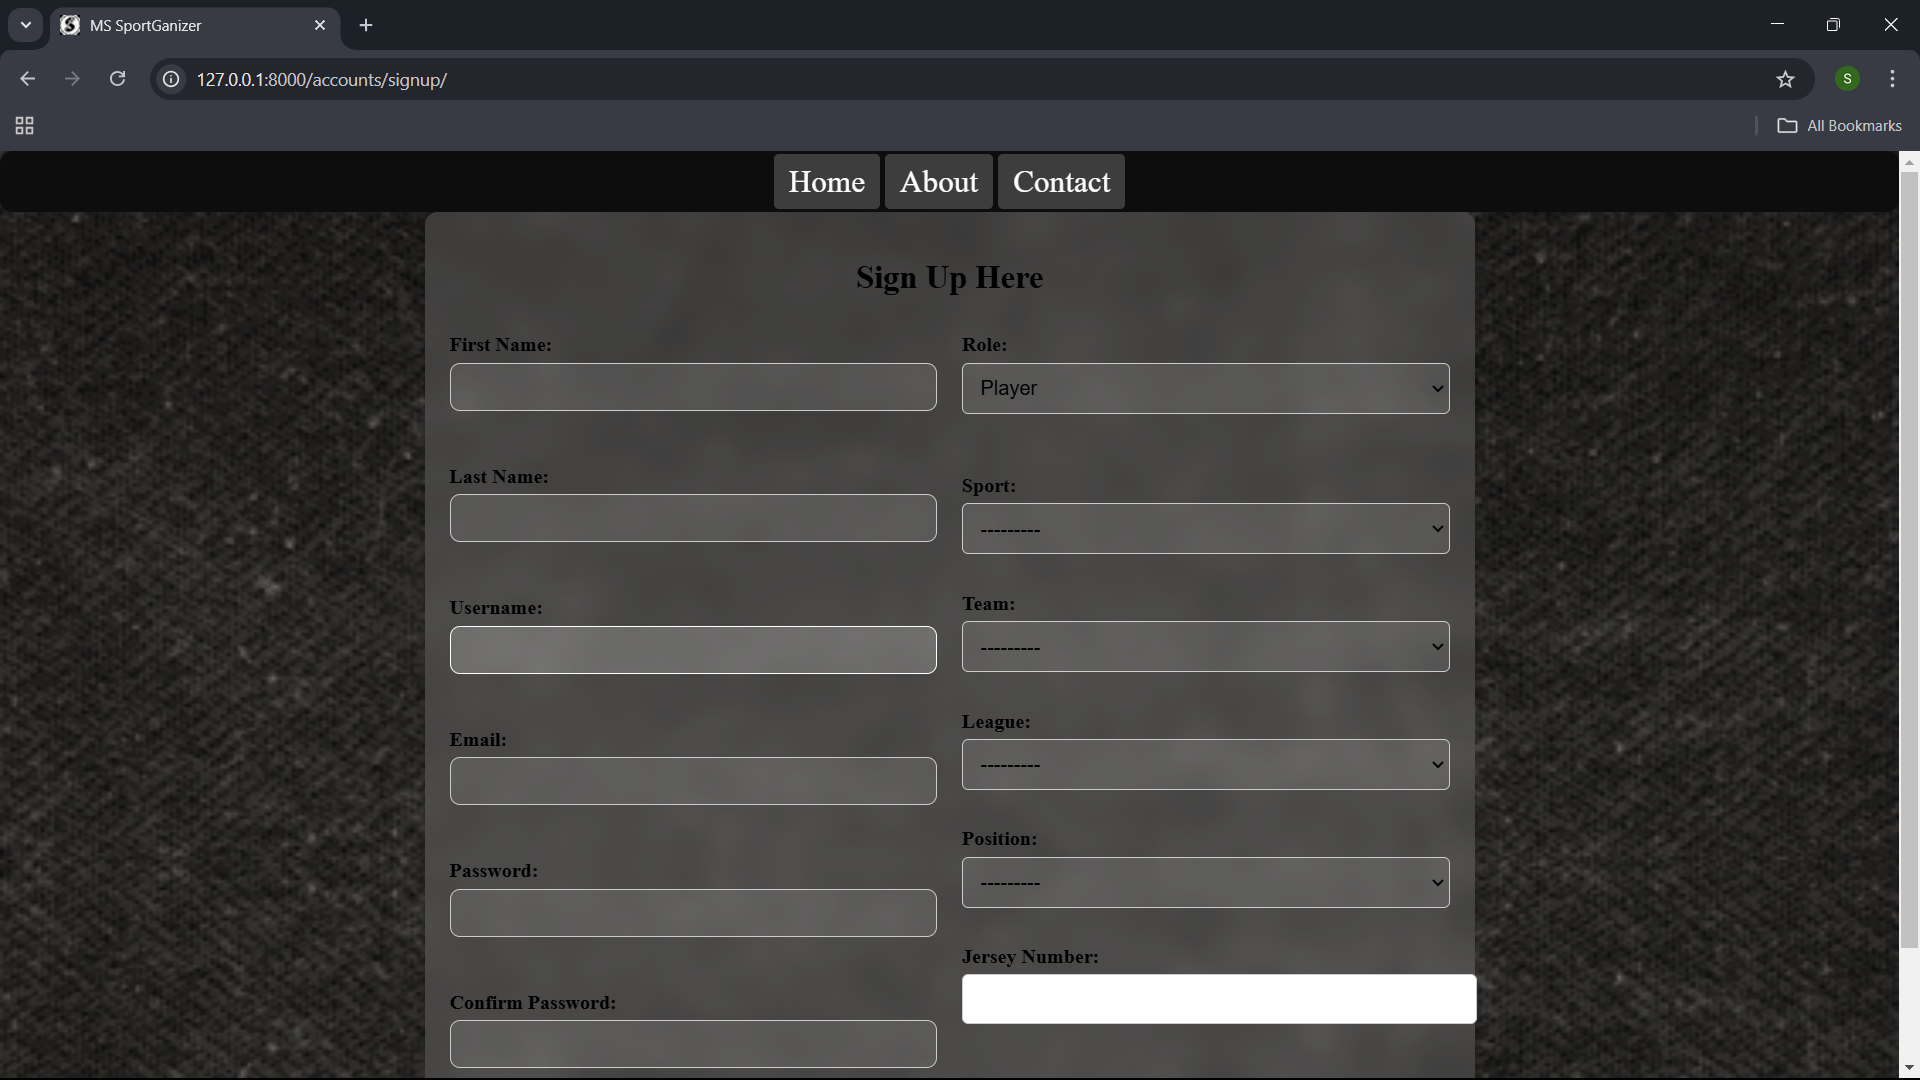 MS SportGanizer
127.0.0.1:8000/accounts/signup/
S
All Bookmarks
Home About Contact
Sign Up Here
First Name:
Last Name:
Username:
Email:
Password:
Confirm Password:
Role:
Player
Sport:
---------
Team:
---------
League:
---------
Position:
---------
Jersey Number: